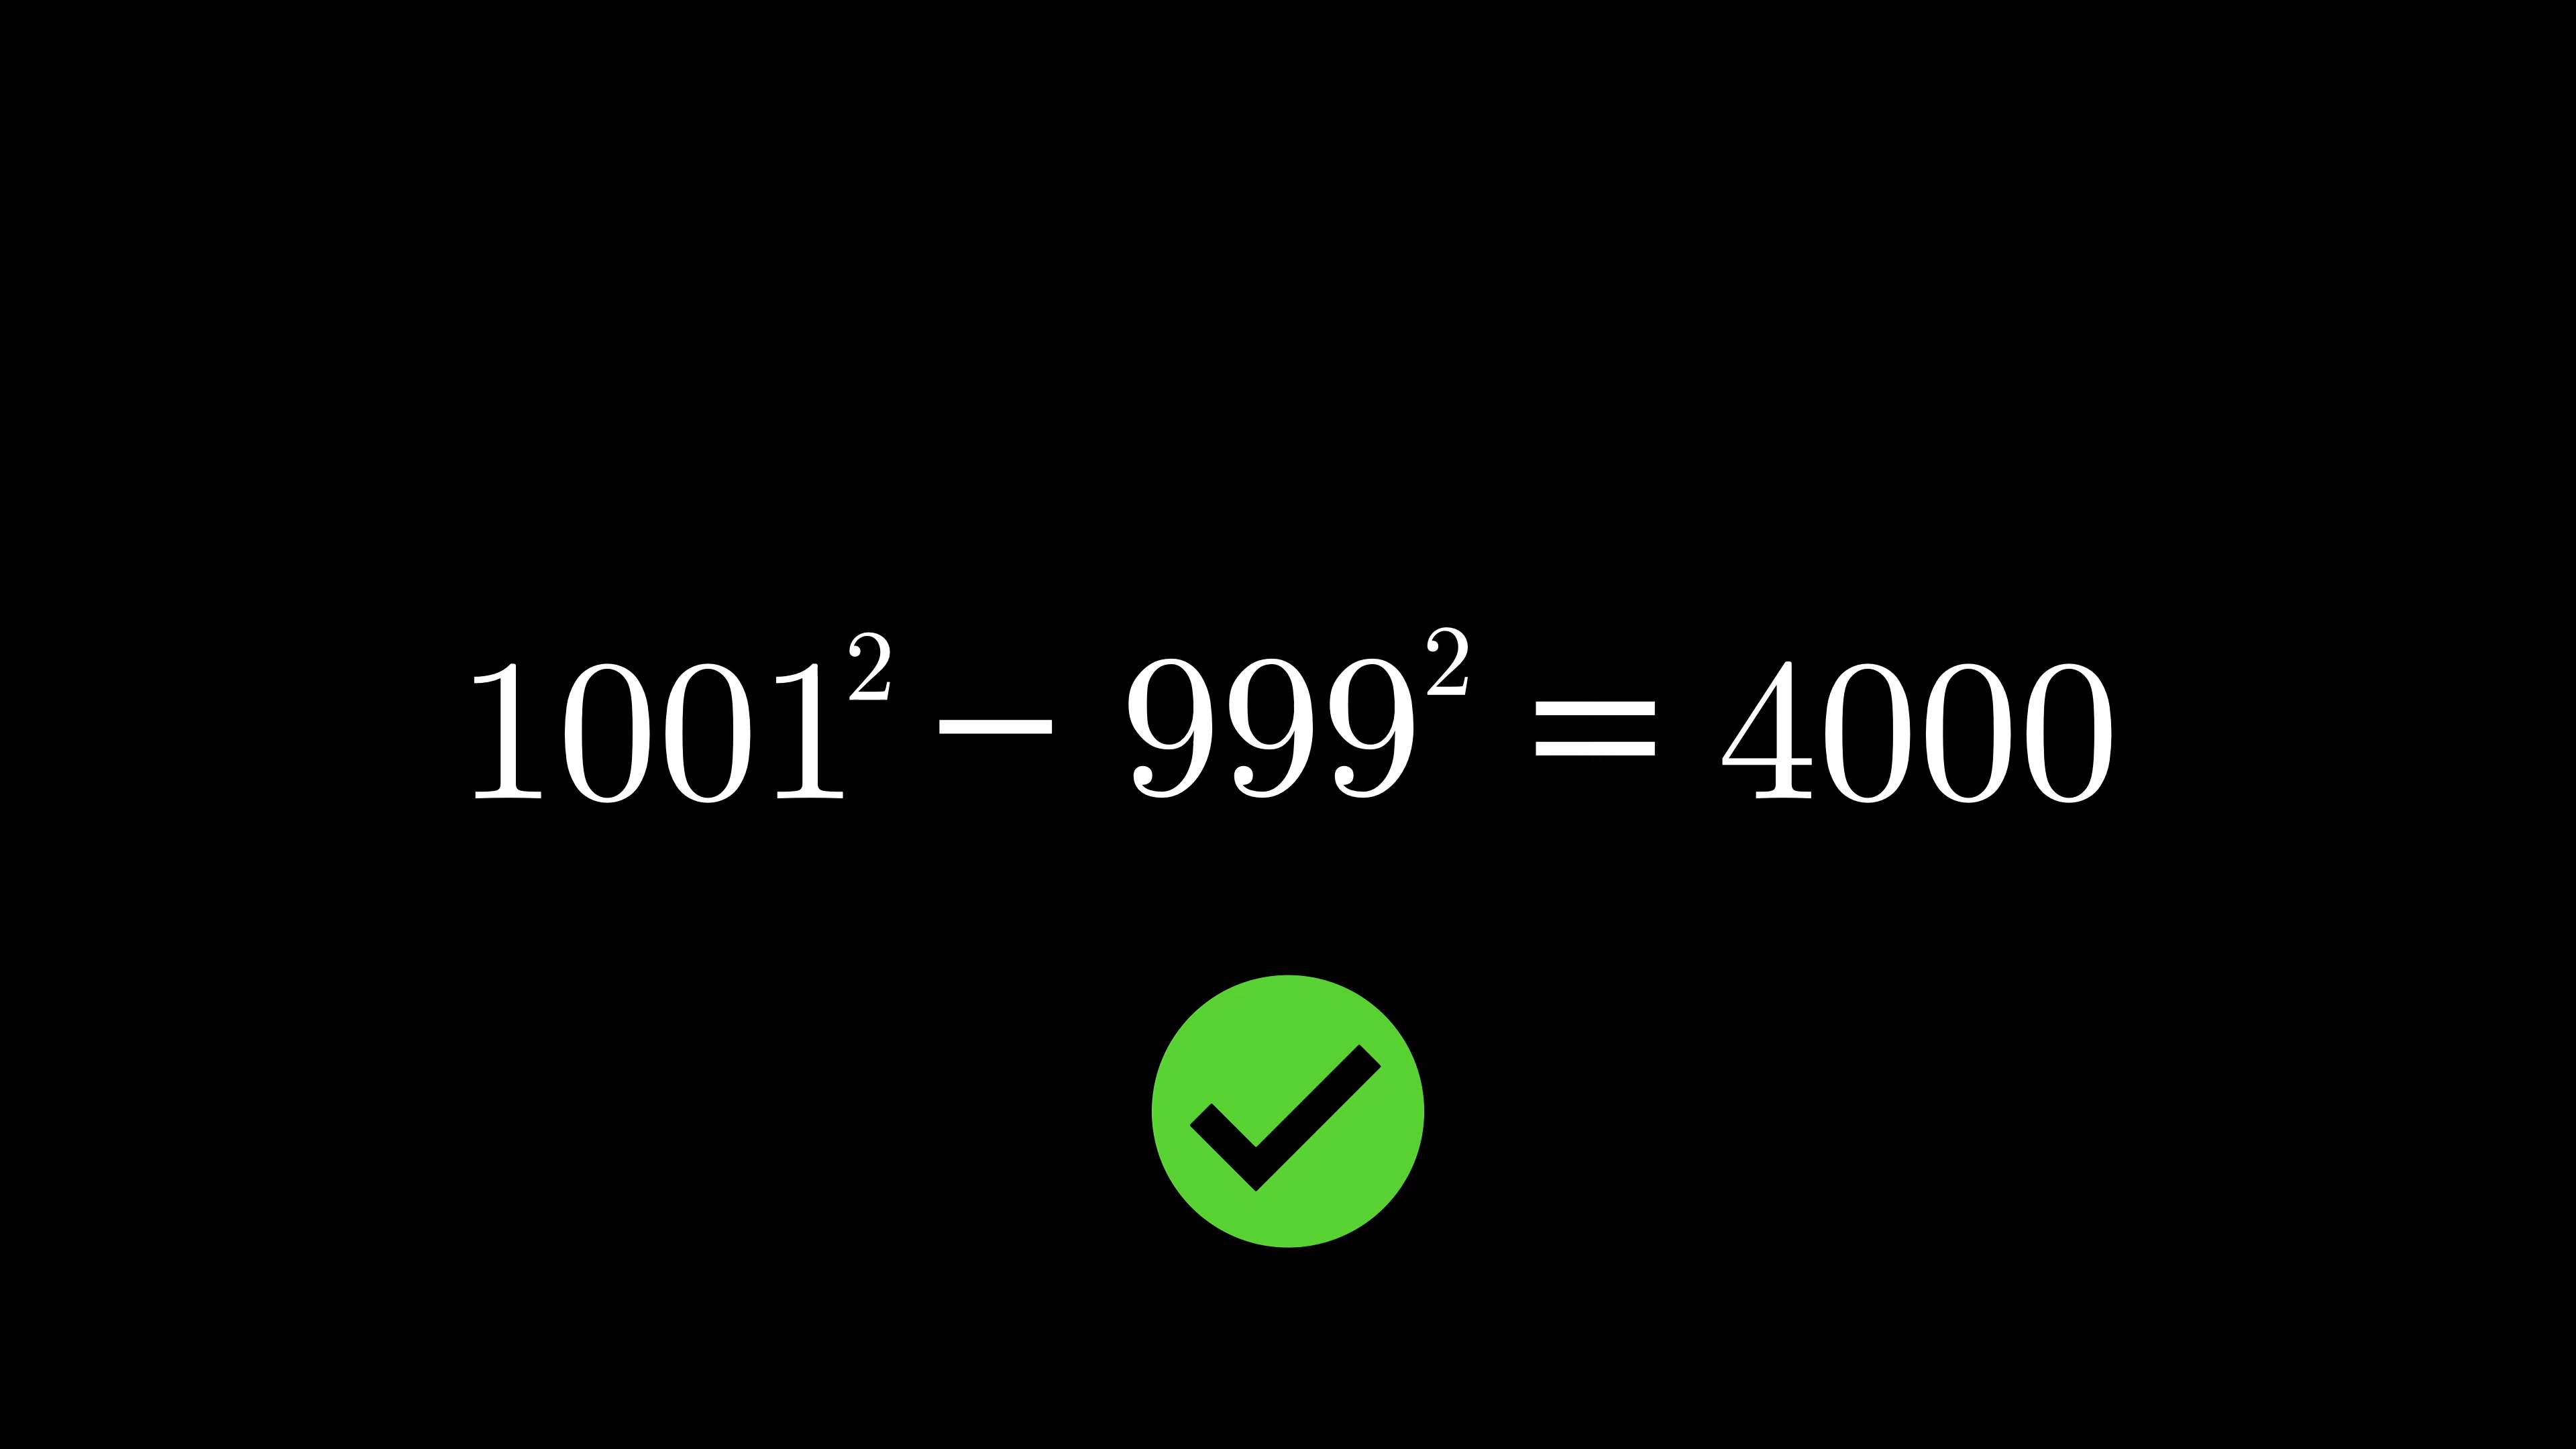 1001² − 999² = 4000